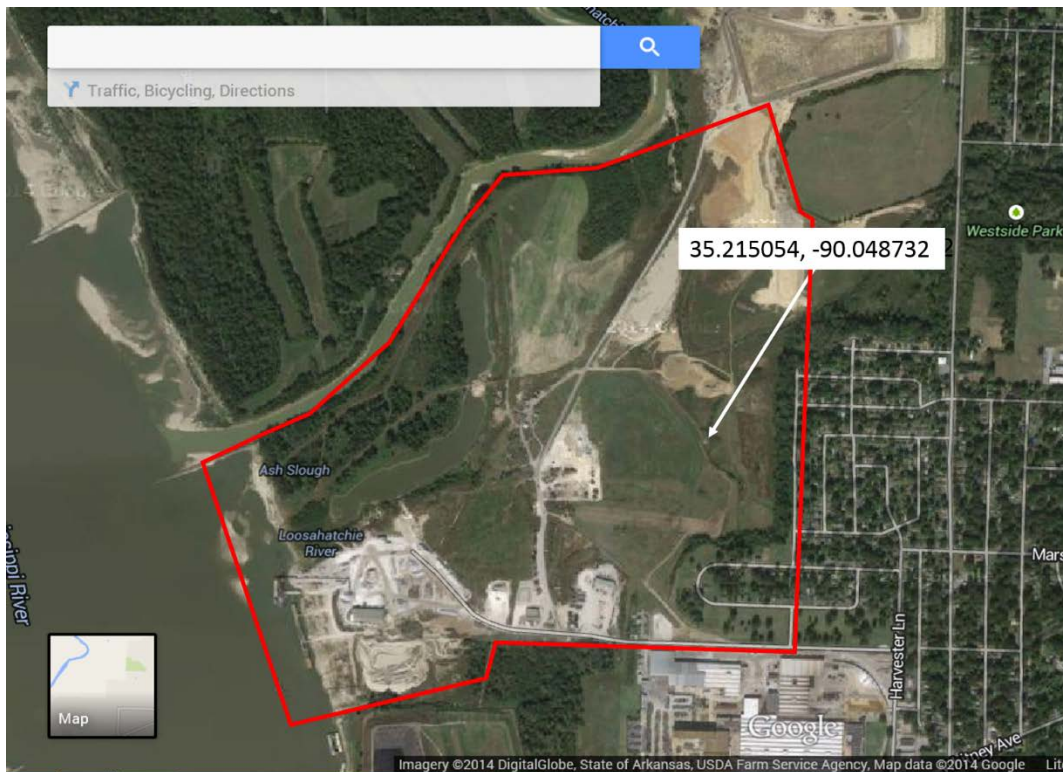 Traffic, Bicycling, Directions
Westside Park
35.215054, -90.048732
Ash Slough
Loosahatchie
River
River
Harvester Ln
Map
Google
Imagery ©2014 DigitalGlobe, State of Arkansas, USDA Farm Service Agency, Map data ©2014 Google